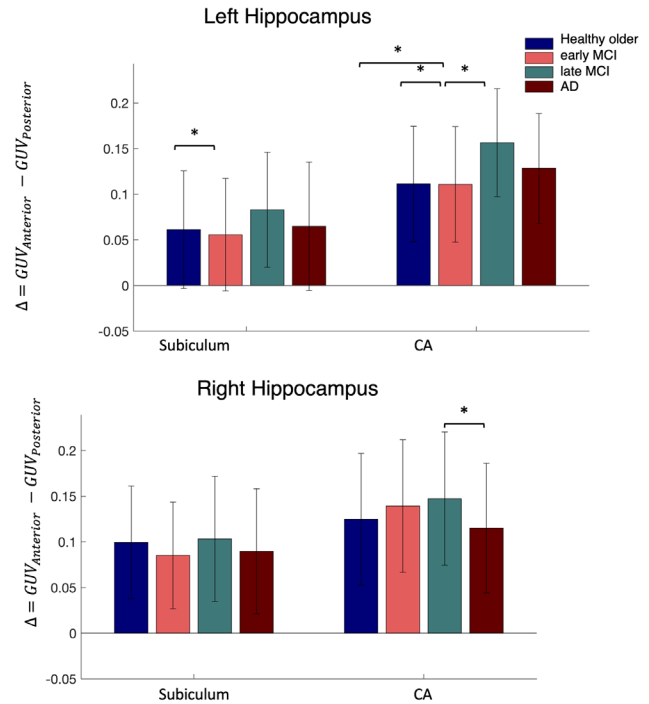 Left Hippocampus
Healthy older
early MCI
late MCI
AD
*
*
*
*
0.2
0.15
0.1
0.05
0
-0.05
Δ = GUV_Anterior − GUV_Posterior
Subiculum
CA
Right Hippocampus
*
0.2
0.15
0.1
0.05
0
-0.05
Δ = GUV_Anterior − GUV_Posterior
Subiculum
CA